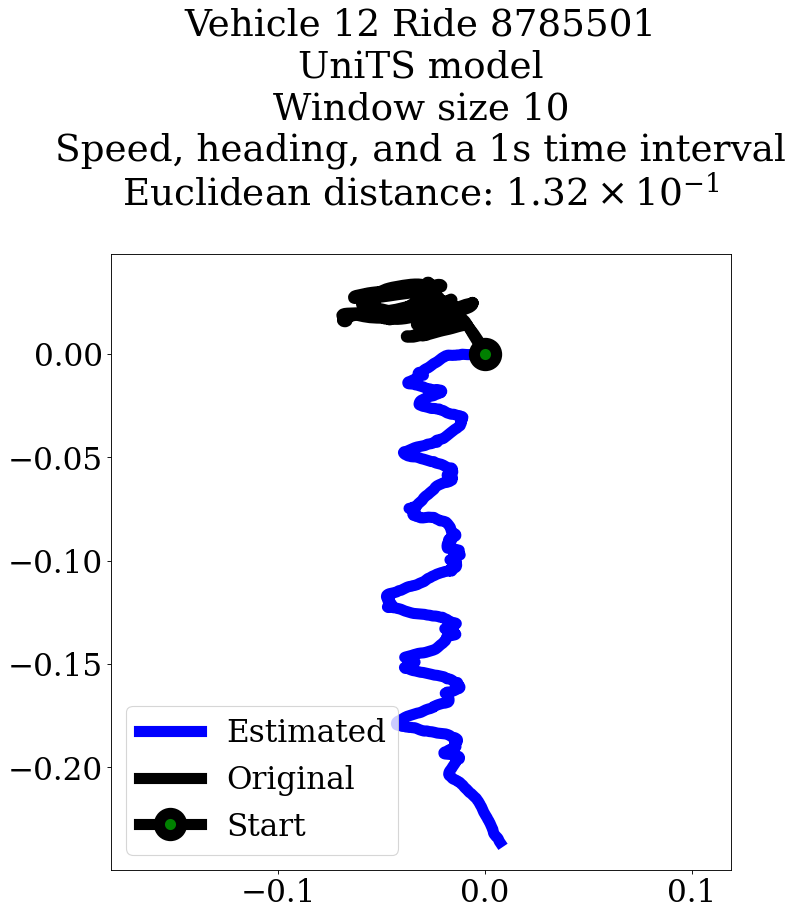 Vehicle 12 Ride 8785501
UniTS model
Window size 10
Speed, heading, and a 1s time interval
Euclidean distance: 1.32 × 10⁻¹
0.00
−0.05
−0.10
−0.15
−0.20
Estimated
Original
Start
−0.1
0.0
0.1